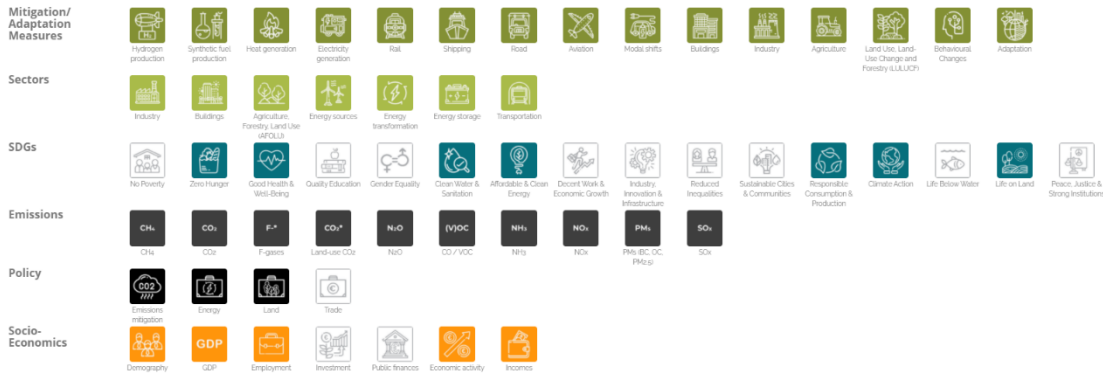 Mitigation/
Adaptation
Measures
H₂
Hydrogen
production
Synthetic fuel
production
Heat generation
Electricity
generation
Rail
Shipping
Road
Aviation
Modal shifts
Buildings
Industry
Agriculture
Land Use, Land-
Use Change and
Forestry (LULUCF)
Behavioural
Changes
Adaptation
Sectors
Industry
Buildings
Agriculture,
Forestry, Land Use
(AFOLU)
Energy sources
Energy
transformation
Energy storage
Transportation
SDGs
No Poverty
Zero Hunger
Good Health &
Well-Being
Quality Education
Gender Equality
Clean Water &
Sanitation
Affordable & Clean
Energy
Decent Work &
Economic Growth
Industry,
Innovation &
Infrastructure
Reduced
Inequalities
Sustainable Cities
& Communities
Responsible
Consumption &
Production
Climate Action
Life Below Water
Life on Land
Peace, Justice &
Strong Institutions
Emissions
CH₄
CO₂
F-*
CO₂*
N₂O
(V)OC
NH₃
NOₓ
PMₛ
SOₓ
CH4
CO2
F-gases
Land-use CO2
N2O
CO / VOC
NH3
NOx
PMs (BC, OC,
PM2.5)
SOx
Policy
CO2
Emissions
mitigation
Energy
Land
Trade
Socio-
Economics
GDP
Demography
GDP
Employment
Investment
Public finances
Economic activity
Incomes